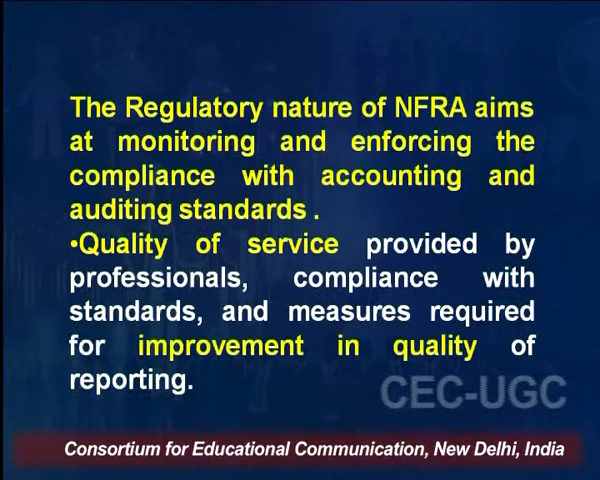 The Regulatory nature of NFRA aims
at monitoring and enforcing the
compliance with accounting and
auditing standards .
•Quality of service provided by
professionals, compliance with
standards, and measures required
for improvement in quality of
reporting.
CEC-UGC
Consortium for Educational Communication, New Delhi, India